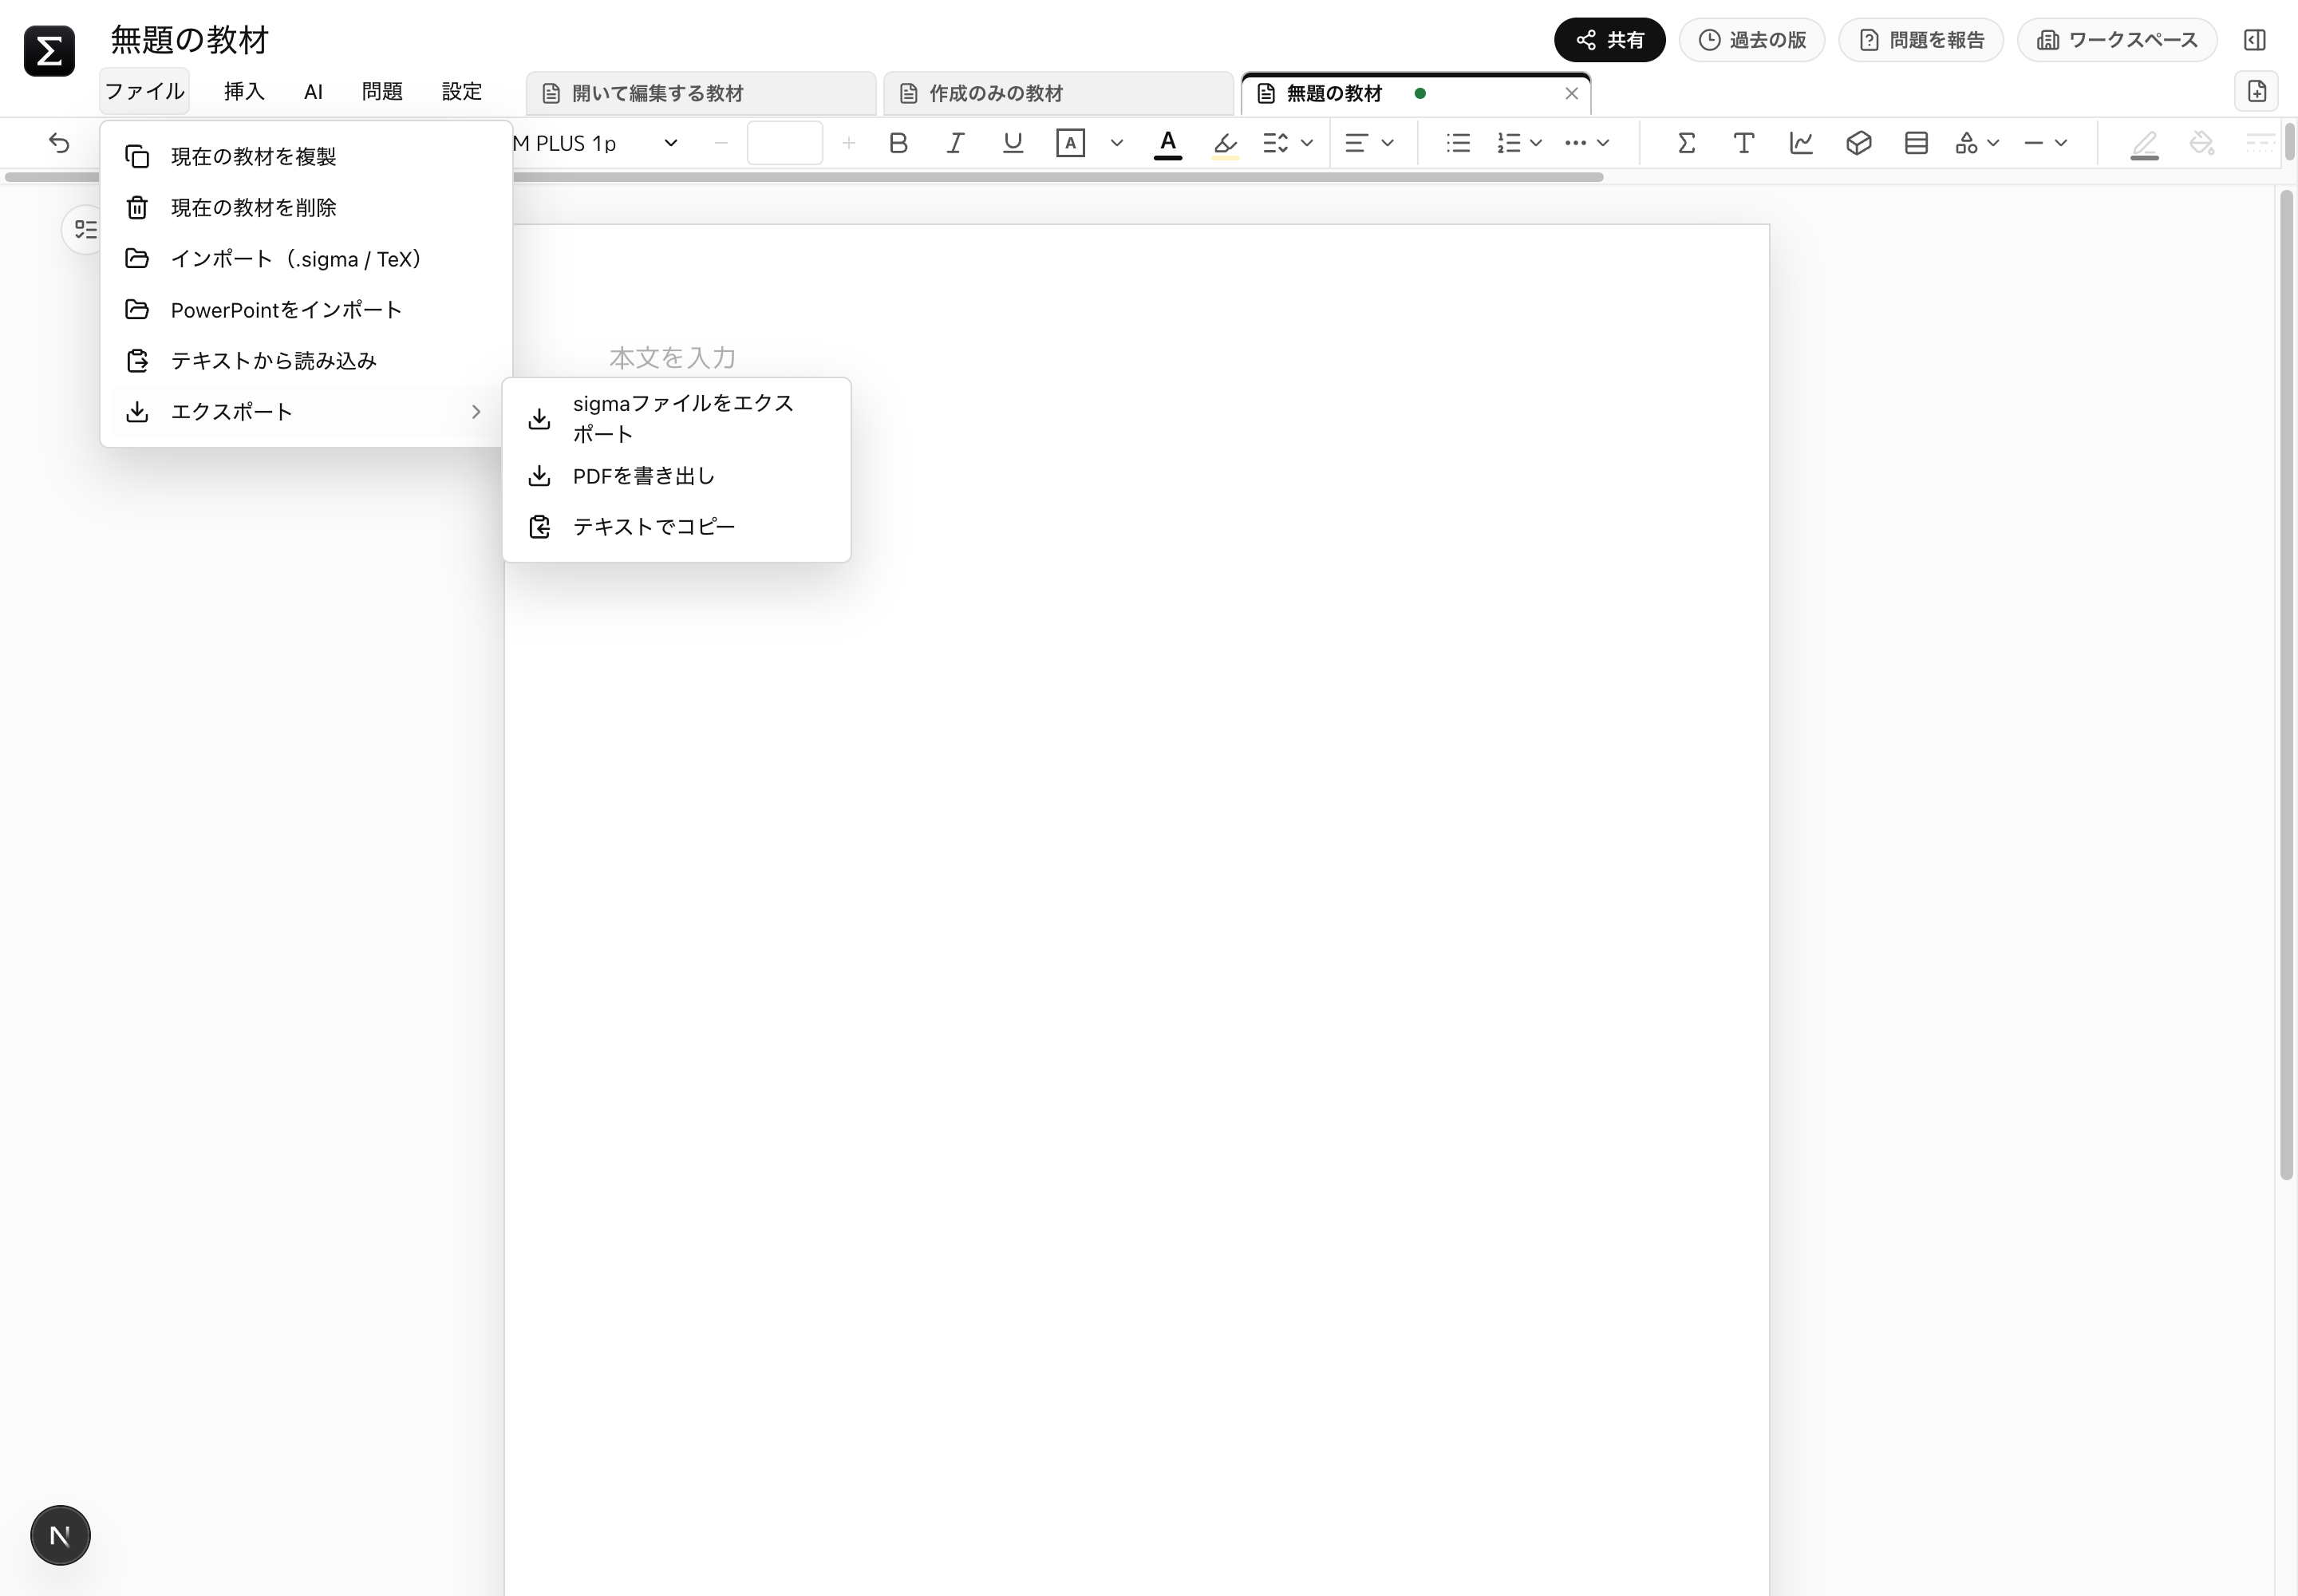 Σ
無題の教材
共有
過去の版
問題を報告
ワークスペース
ファイル
挿入
AI
問題
設定
開いて編集する教材
作成のみの教材
無題の教材
M PLUS 1p
B
I
U
A
A
Σ
T
現在の教材を複製
現在の教材を削除
インポート（.sigma / TeX）
PowerPointをインポート
テキストから読み込み
エクスポート
本文を入力
sigmaファイルをエクス
ポート
PDFを書き出し
テキストでコピー
N